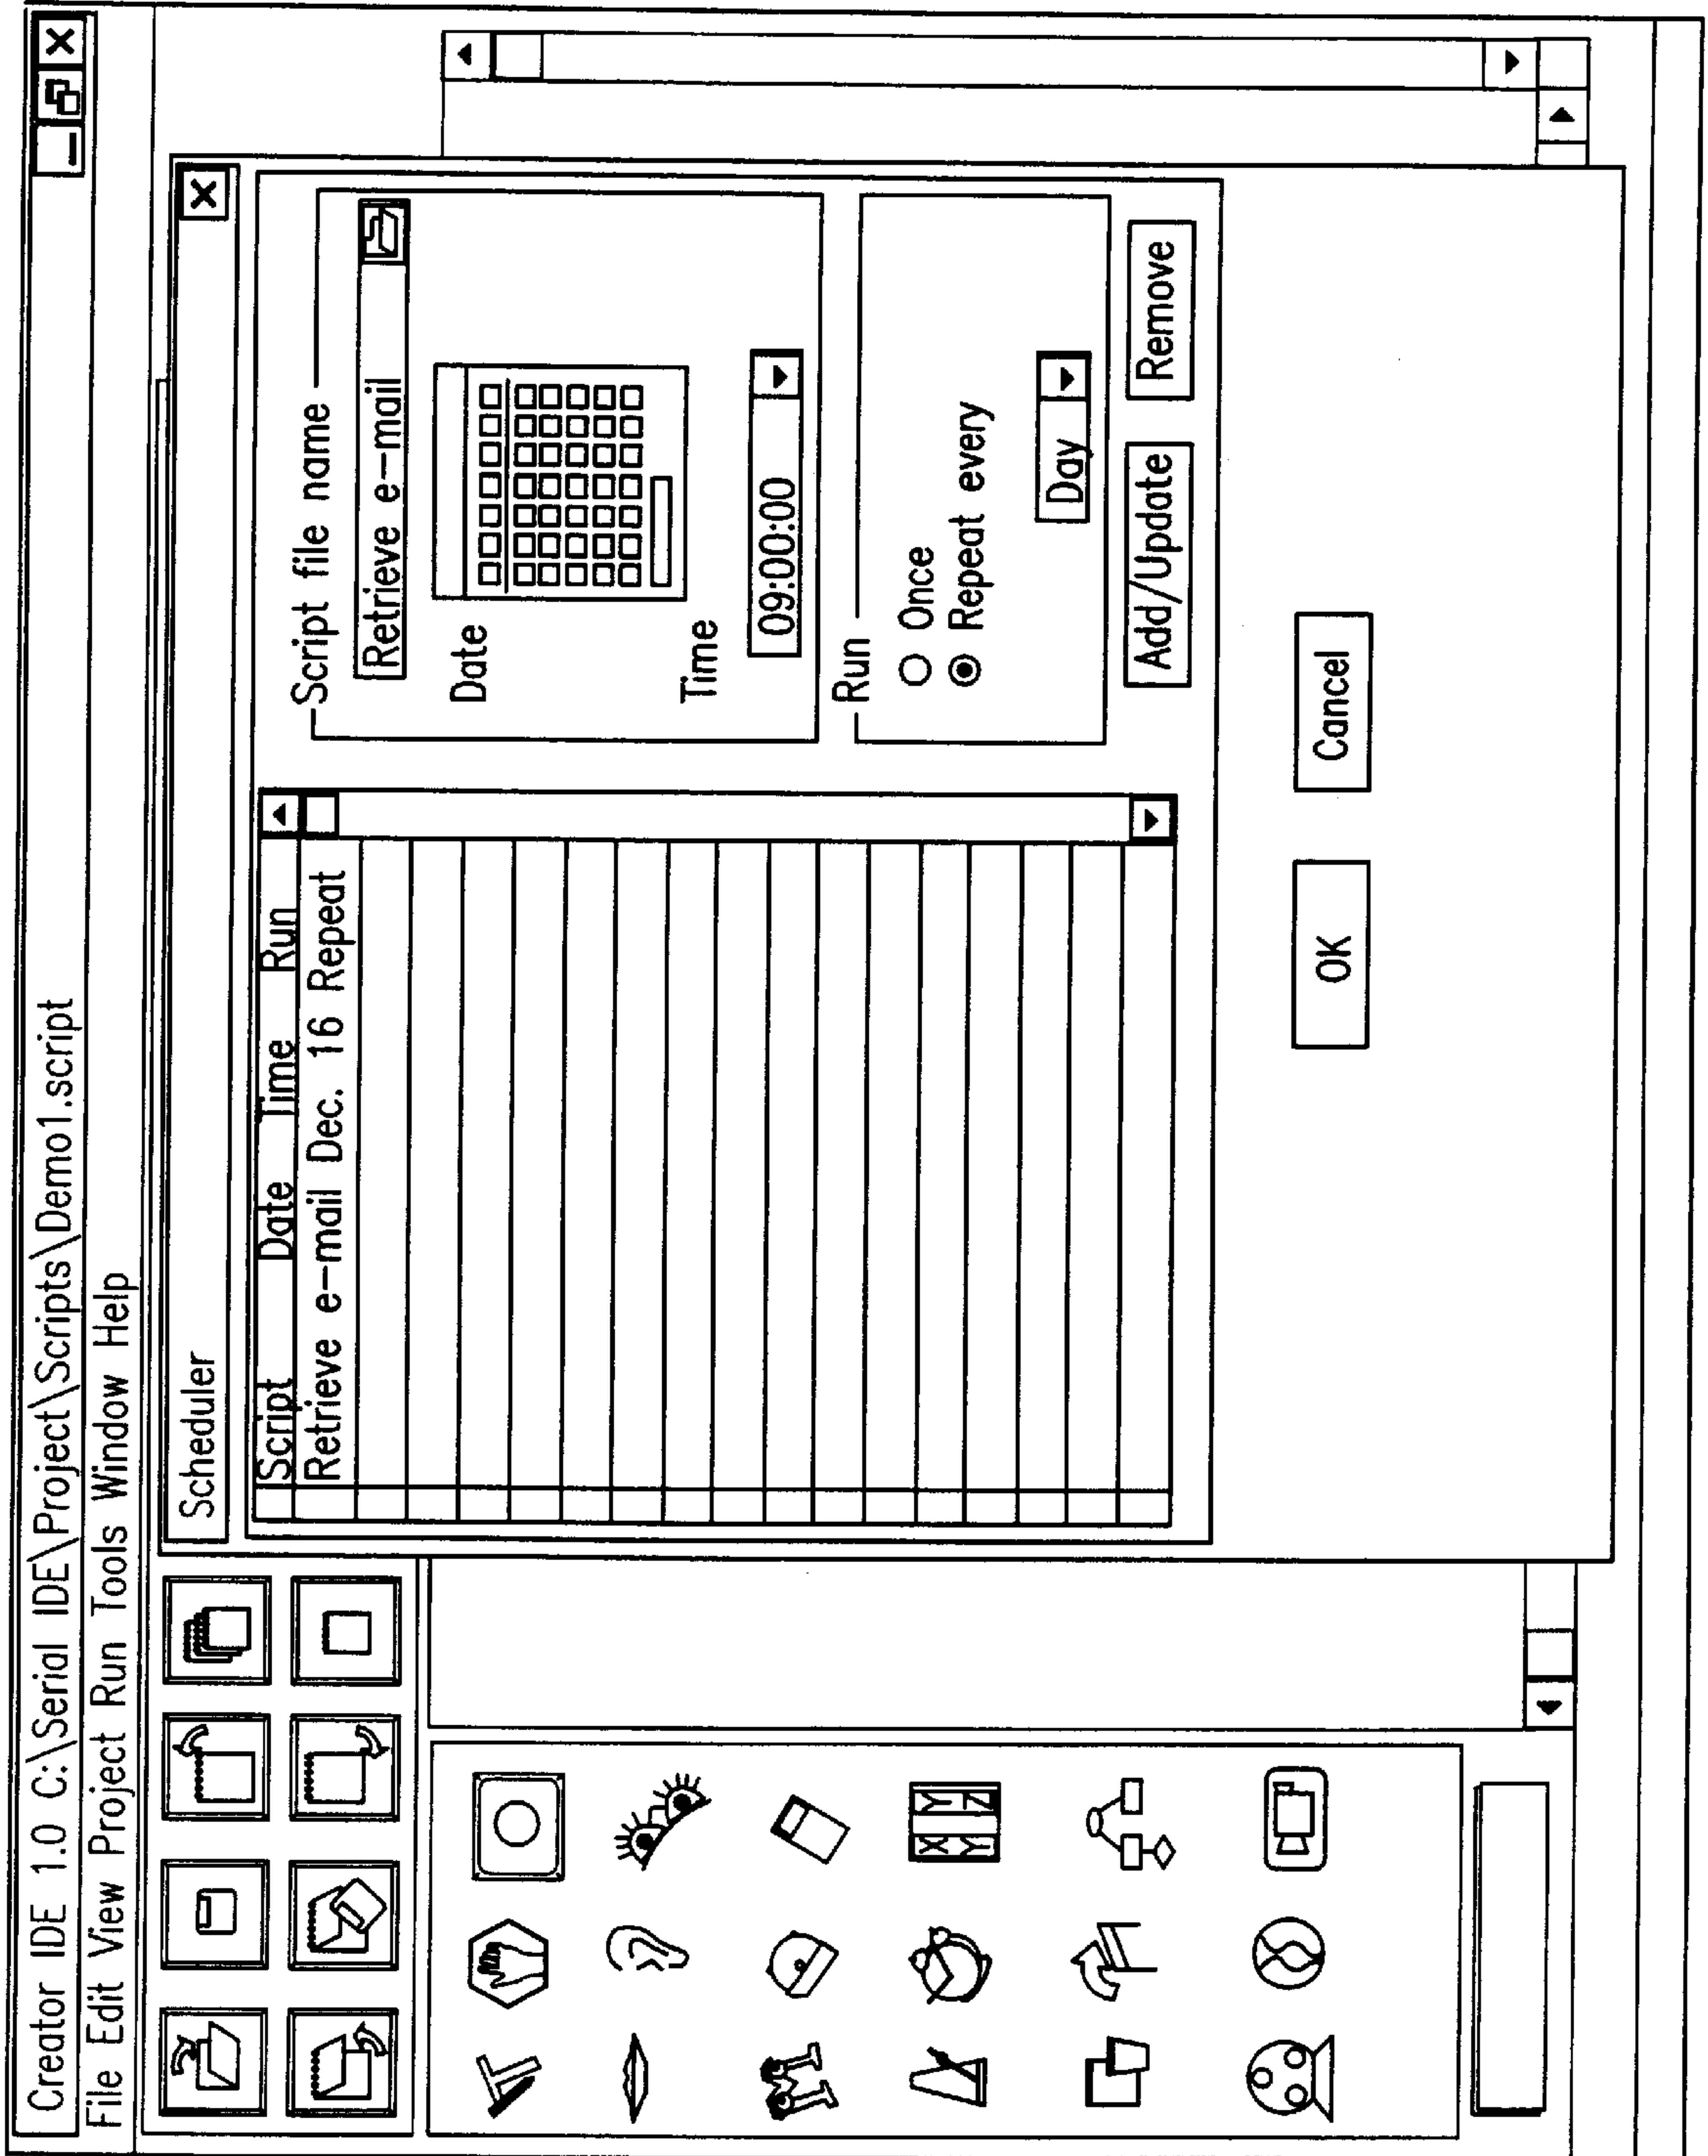 Creator IDE 1.0 C:\Serial IDE\Project\Scripts\Demo1.script
File Edit View Project Run Tools Window Help
Scheduler
Script Date Time Run
Retrieve e-mail Dec. 16 Repeat
Script file name
Retrieve e-mail
Date
Time
09:00:00
Run
Once
Repeat every
Day
Add/Update Remove
OK Cancel
X Y
Y Z